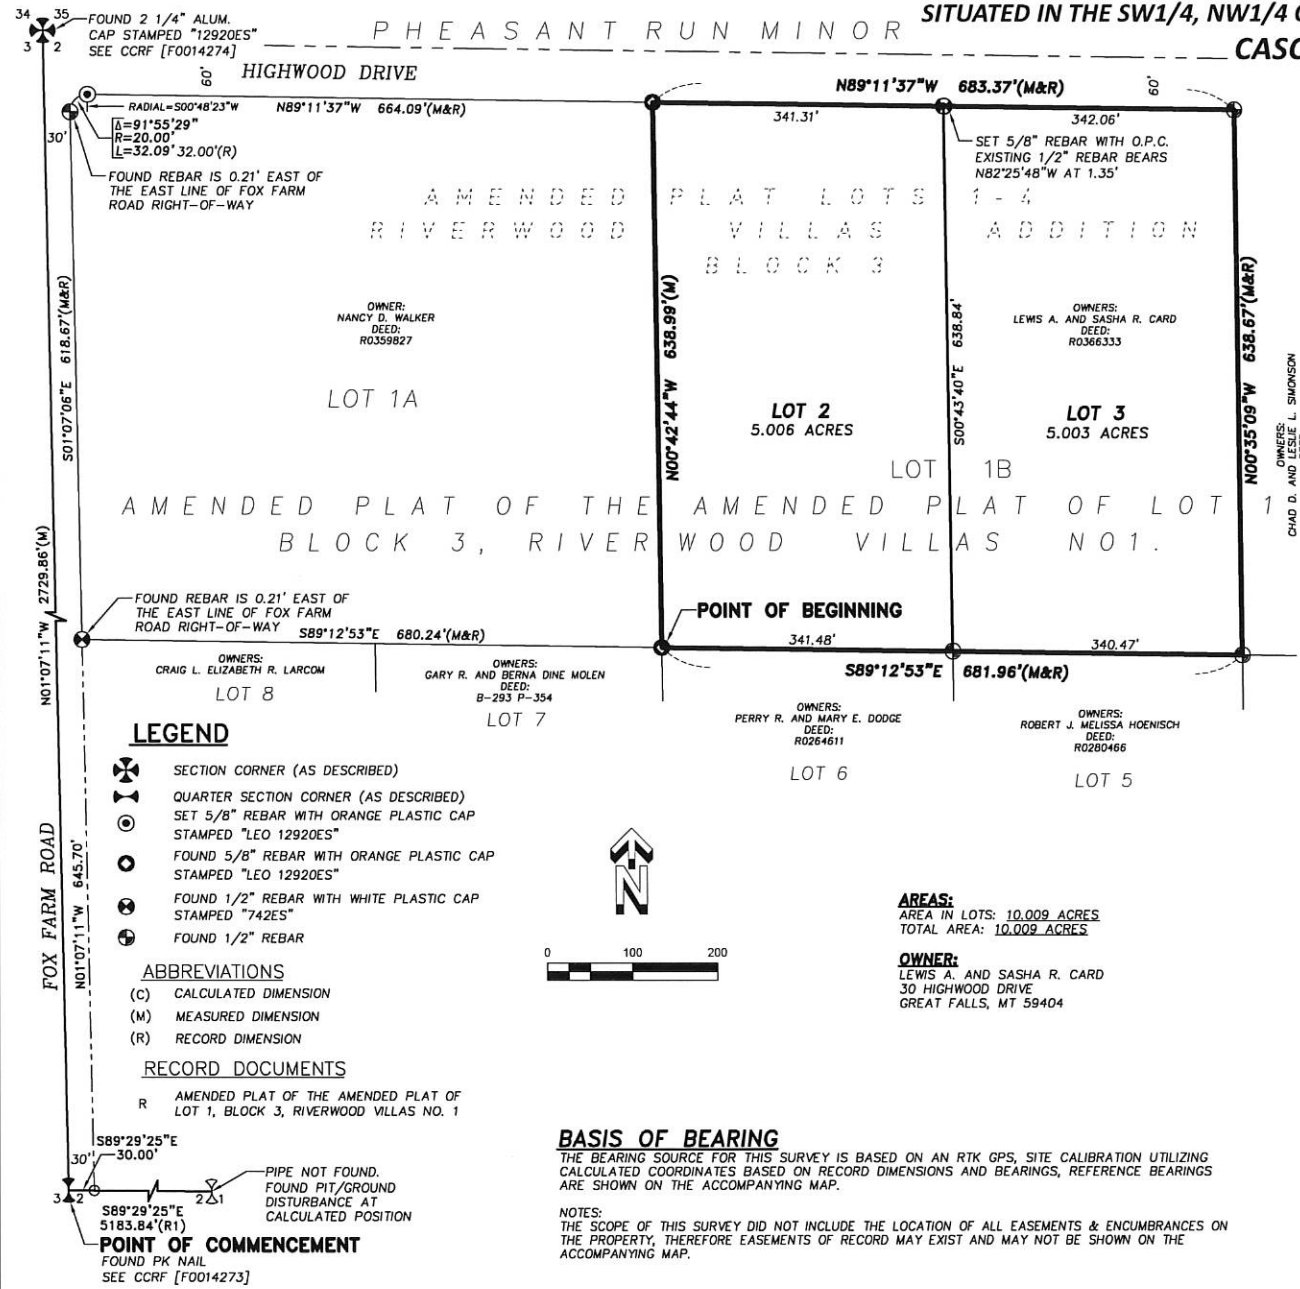 SITUATED IN THE SW1/4, NW1/4
CASC
34 35
3 2
FOUND 2 1/4" ALUM.
CAP STAMPED "12920ES"
SEE CCRF [F0014274]
PHEASANT RUN MINOR
60'
HIGHWOOD DRIVE
RADIAL=S00°48'23"W
N89°11'37"W 664.09'(M&R)
Δ=91°55'29"
R=20.00'
L=32.09' 32.00'(R)
30'
FOUND REBAR IS 0.21' EAST OF
THE EAST LINE OF FOX FARM
ROAD RIGHT-OF-WAY
N89°11'37"W 683.37'(M&R)
60'
341.31'
342.06'
SET 5/8" REBAR WITH O.P.C.
EXISTING 1/2" REBAR BEARS
N82°25'48"W AT 1.35'
AMENDED PLAT LOTS 1-4
RIVERWOOD VILLAS ADDITION
BLOCK 3
S01°07'06"E 618.67'(M&R)
OWNER:
NANCY D. WALKER
DEED:
R0359827
LOT 1A
N00°42'44"W 638.99'(M)
LOT 2
5.006 ACRES
S00°43'40"E 638.84'
OWNERS:
LEWIS A. AND SASHA R. CARD
DEED:
R0366333
LOT 3
5.003 ACRES
N00°35'09"W 638.67'(M&R)
OWNERS:
CHAD D. AND LESLIE L. SIMONSON
LOT 1B
AMENDED PLAT OF THE AMENDED PLAT OF LOT 1
BLOCK 3, RIVERWOOD VILLAS NO1.
N01°07'11"W 2729.86'(M)
FOUND REBAR IS 0.21' EAST OF
THE EAST LINE OF FOX FARM
ROAD RIGHT-OF-WAY
S89°12'53"E 680.24'(M&R)
POINT OF BEGINNING
341.48'
340.47'
S89°12'53"E 681.96'(M&R)
OWNERS:
CRAIG L. ELIZABETH R. LARCOM
LOT 8
OWNERS:
GARY R. AND BERNA DINE MOLEN
DEED:
B-293 P-354
LOT 7
OWNERS:
PERRY R. AND MARY E. DODGE
DEED:
R0264611
LOT 6
OWNERS:
ROBERT J. MELISSA HOENISCH
DEED:
R0280466
LOT 5
LEGEND
SECTION CORNER (AS DESCRIBED)
QUARTER SECTION CORNER (AS DESCRIBED)
SET 5/8" REBAR WITH ORANGE PLASTIC CAP
STAMPED "LEO 12920ES"
FOUND 5/8" REBAR WITH ORANGE PLASTIC CAP
STAMPED "LEO 12920ES"
FOUND 1/2" REBAR WITH WHITE PLASTIC CAP
STAMPED "742ES"
FOUND 1/2" REBAR
FOX FARM ROAD
N01°07'11"W 645.70'
ABBREVIATIONS
(C) CALCULATED DIMENSION
(M) MEASURED DIMENSION
(R) RECORD DIMENSION
RECORD DOCUMENTS
R AMENDED PLAT OF THE AMENDED PLAT OF
LOT 1, BLOCK 3, RIVERWOOD VILLAS NO. 1
N
0 100 200
AREAS:
AREA IN LOTS: 10.009 ACRES
TOTAL AREA: 10.009 ACRES
OWNER:
LEWIS A. AND SASHA R. CARD
30 HIGHWOOD DRIVE
GREAT FALLS, MT 59404
S89°29'25"E
30.00'
30'
3 2
2 1
S89°29'25"E
5183.84'(R1)
PIPE NOT FOUND.
FOUND PIT/GROUND
DISTURBANCE AT
CALCULATED POSITION
POINT OF COMMENCEMENT
FOUND PK NAIL
SEE CCRF [F0014273]
BASIS OF BEARING
THE BEARING SOURCE FOR THIS SURVEY IS BASED ON AN RTK GPS, SITE CALIBRATION UTILIZING
CALCULATED COORDINATES BASED ON RECORD DIMENSIONS AND BEARINGS, REFERENCE BEARINGS
ARE SHOWN ON THE ACCOMPANYING MAP.
NOTES:
THE SCOPE OF THIS SURVEY DID NOT INCLUDE THE LOCATION OF ALL EASEMENTS & ENCUMBRANCES ON
THE PROPERTY, THEREFORE EASEMENTS OF RECORD MAY EXIST AND MAY NOT BE SHOWN ON THE
ACCOMPANYING MAP.